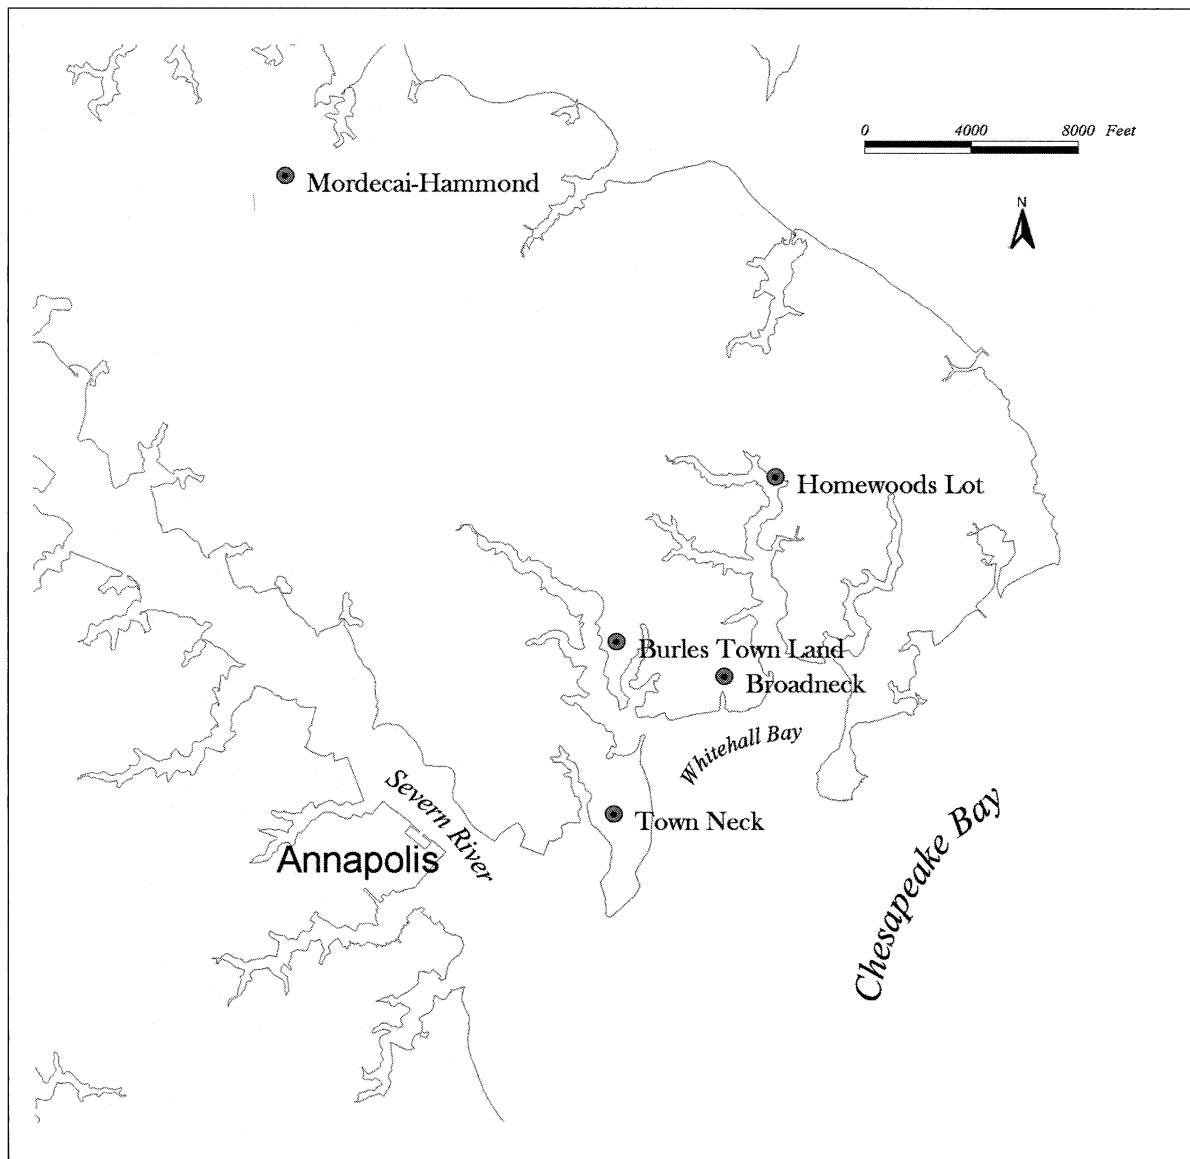 0 4000 8000 Feet
Mordecai-Hammond
N
Homewoods Lot
Burles Town Land
Broadneck
Whitehall Bay
Severn River
Town Neck
Annapolis
Chesapeake Bay